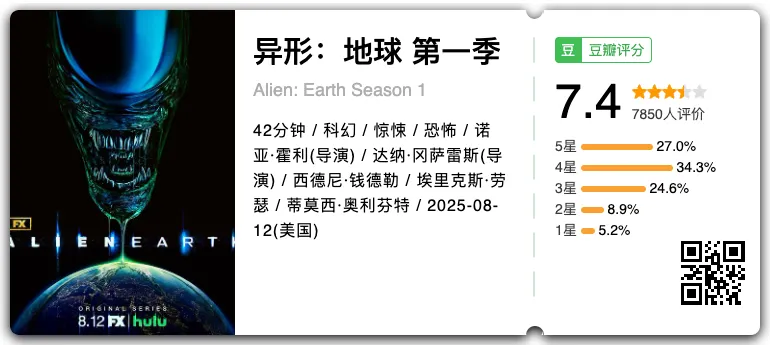 FX
ALIEN EARTH
ORIGINAL SERIES
8.12 FX | hulu
异形：地球 第一季
Alien: Earth Season 1
42分钟 / 科幻 / 惊悚 / 恐怖 / 诺
亚·霍利(导演) / 达纳·冈萨雷斯(导
演) / 西德尼·钱德勒 / 埃里克斯·劳
瑟 / 蒂莫西·奥利芬特 / 2025-08-
12(美国)
豆 豆瓣评分
7.4
7850人评价
5星 27.0%
4星 34.3%
3星 24.6%
2星 8.9%
1星 5.2%